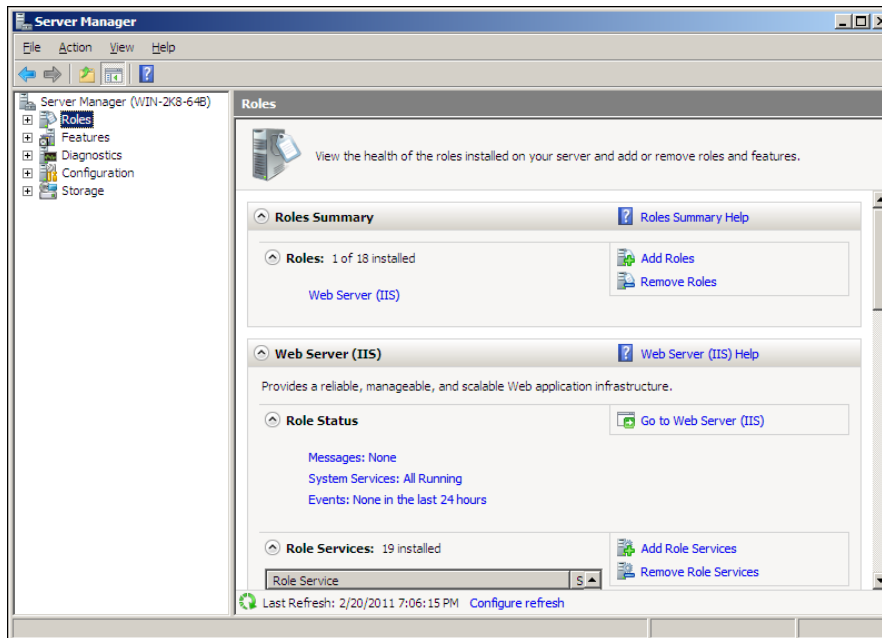 Server Manager
File Action View Help
Server Manager (WIN-2K8-64B)
Roles
Features
Diagnostics
Configuration
Storage
Roles
View the health of the roles installed on your server and add or remove roles and features.
Roles Summary
Roles Summary Help
Roles: 1 of 18 installed
Add Roles
Remove Roles
Web Server (IIS)
Web Server (IIS)
Web Server (IIS) Help
Provides a reliable, manageable, and scalable Web application infrastructure.
Role Status
Go to Web Server (IIS)
Messages: None
System Services: All Running
Events: None in the last 24 hours
Role Services: 19 installed
Add Role Services
Remove Role Services
Role Service S
Last Refresh: 2/20/2011 7:06:15 PM Configure refresh